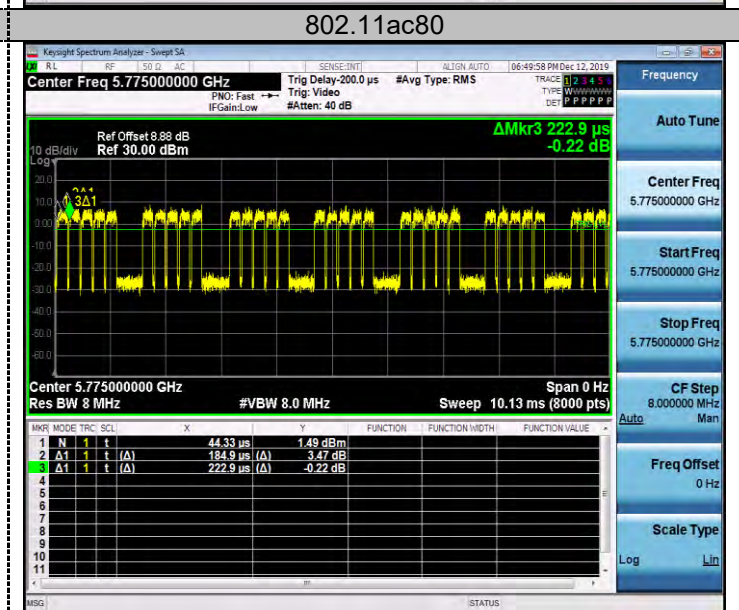 802.11ac80
Keysight Spectrum Analyzer - Swept SA
RL RF 50 Ω AC SENSE:INT ALIGN AUTO 06:49:58 PM Dec 12, 2019
Center Freq 5.775000000 GHz
PNO: Fast
IFGain:Low
Trig Delay-200.0 µs
Trig: Video
#Atten: 40 dB
#Avg Type: RMS
TRACE 1 2 3 4 5 6
TYPE W
DET P P P P P P
Frequency
Auto Tune
Center Freq
5.775000000 GHz
Start Freq
5.775000000 GHz
Stop Freq
5.775000000 GHz
CF Step
8.000000 MHz
Auto Man
Freq Offset
0 Hz
Scale Type
Log Lin
ΔMkr3 222.9 µs
-0.22 dB
Ref Offset 8.88 dB
10 dB/div Ref 30.00 dBm
Log
20.0
10.0
0.00
-10.0
-20.0
-30.0
-40.0
-50.0
-60.0
2Δ1
3Δ1
Center 5.775000000 GHz Span 0 Hz
Res BW 8 MHz #VBW 8.0 MHz Sweep 10.13 ms (8000 pts)
MKR MODE TRC SCL X Y FUNCTION FUNCTION WIDTH FUNCTION VALUE
1 N 1 t 44.33 µs 1.49 dBm
2 Δ1 1 t (Δ) 184.9 µs (Δ) 3.47 dB
3 Δ1 1 t (Δ) 222.9 µs (Δ) -0.22 dB
4
5
6
7
8
9
10
11
MSG STATUS